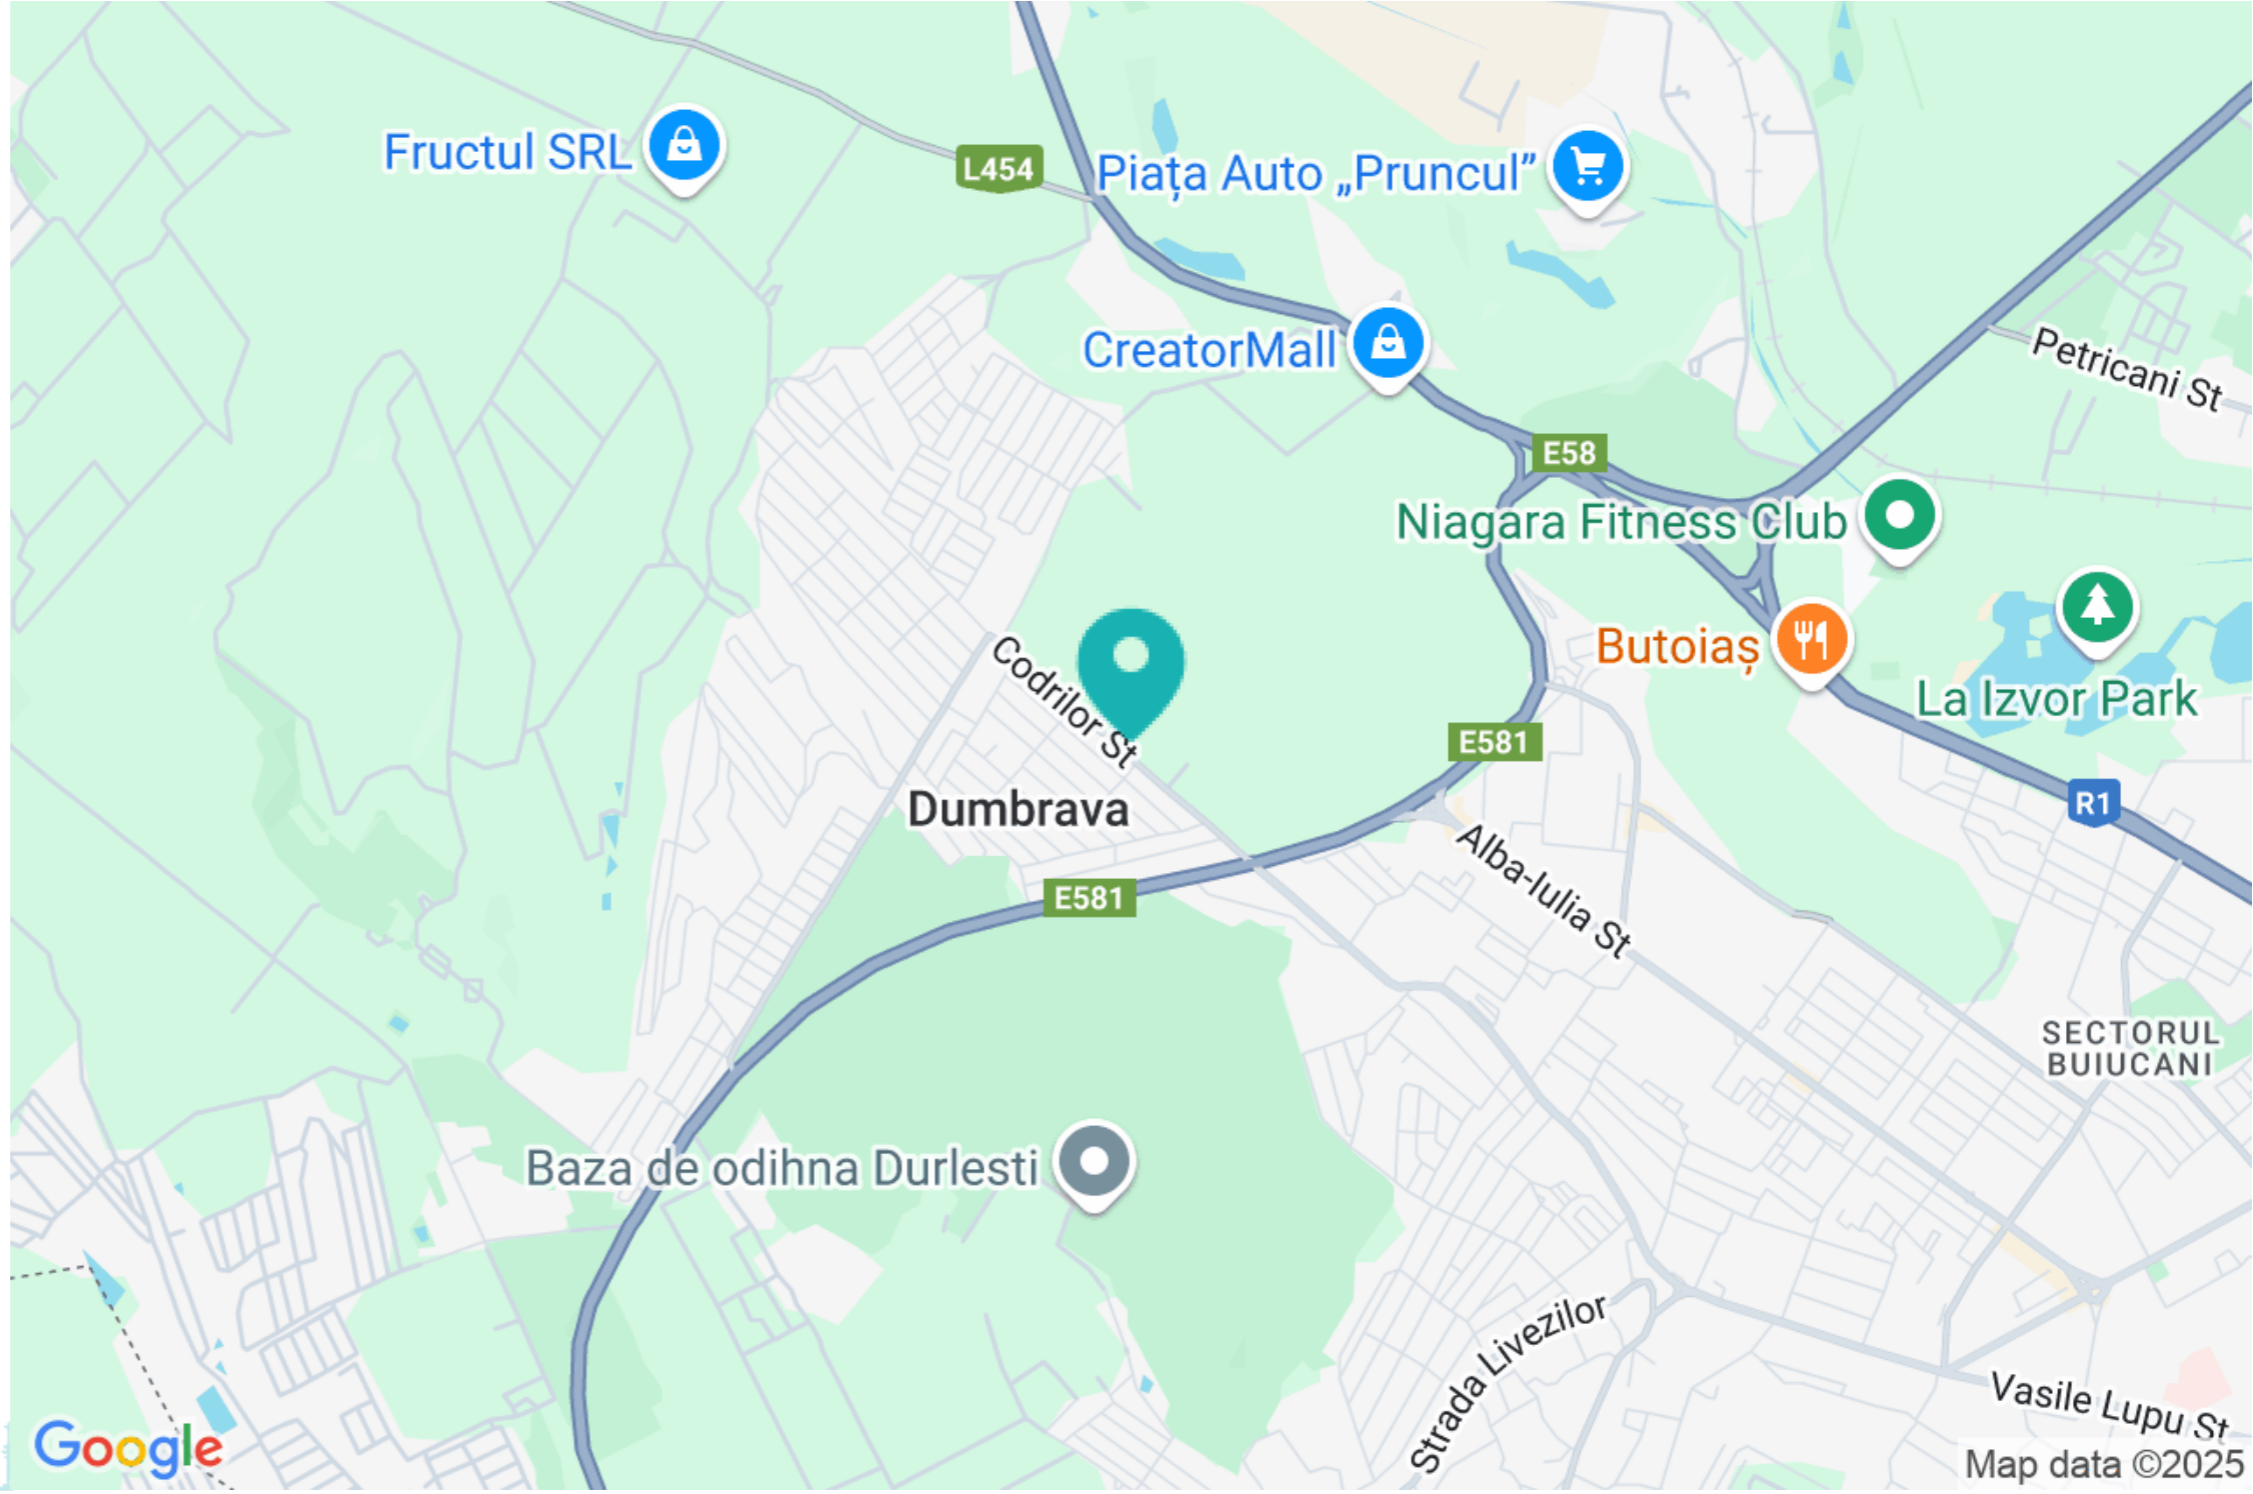 Fructul SRL
L454
Piața Auto „Pruncul”
CreatorMall
Petricani St
E58
Niagara Fitness Club
Butoiaș
La Izvor Park
Codrilor St
E581
Dumbrava
R1
Alba-Iulia St
E581
SECTORUL
BUIUCANI
Baza de odihna Durlesti
Strada Livezilor
Vasile Lupu St
Google
Map data ©2025